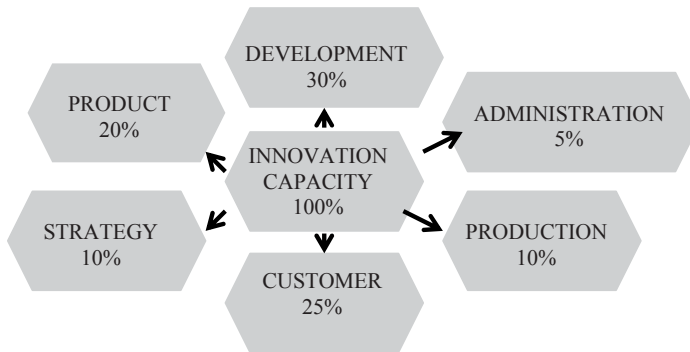 DEVELOPMENT
30%
PRODUCT
20%
ADMINISTRATION
5%
INNOVATION
CAPACITY
100%
STRATEGY
10%
PRODUCTION
10%
CUSTOMER
25%